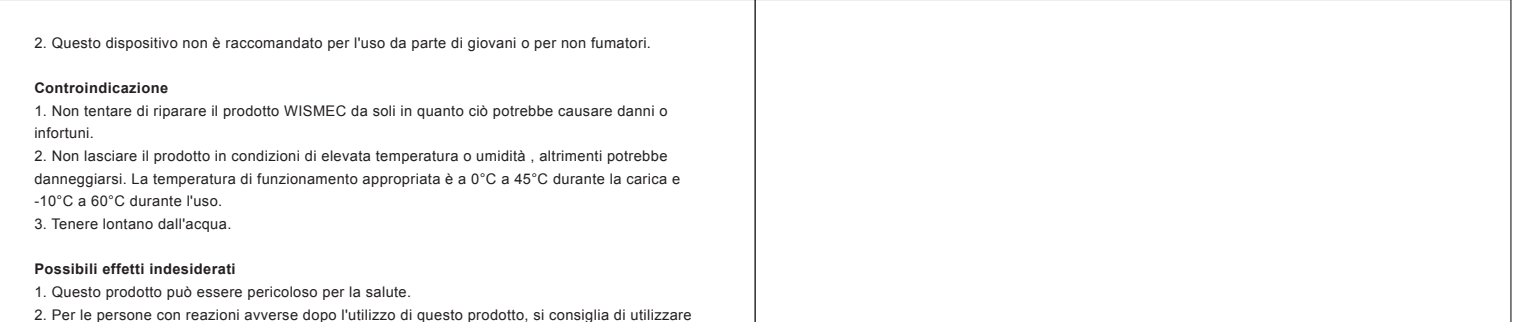 2. Questo dispositivo non è raccomandato per l'uso da parte di giovani o per non fumatori.
Controindicazione
1. Non tentare di riparare il prodotto WISMEC da soli in quanto ciò potrebbe causare danni o
infortuni.
2. Non lasciare il prodotto in condizioni di elevata temperatura o umidità , altrimenti potrebbe
danneggiarsi. La temperatura di funzionamento appropriata è a 0°C a 45°C durante la carica e
-10°C a 60°C durante l'uso.
3. Tenere lontano dall'acqua.
Possibili effetti indesiderati
1. Questo prodotto può essere pericoloso per la salute.
2. Per le persone con reazioni avverse dopo l'utilizzo di questo prodotto, si consiglia di utilizzare